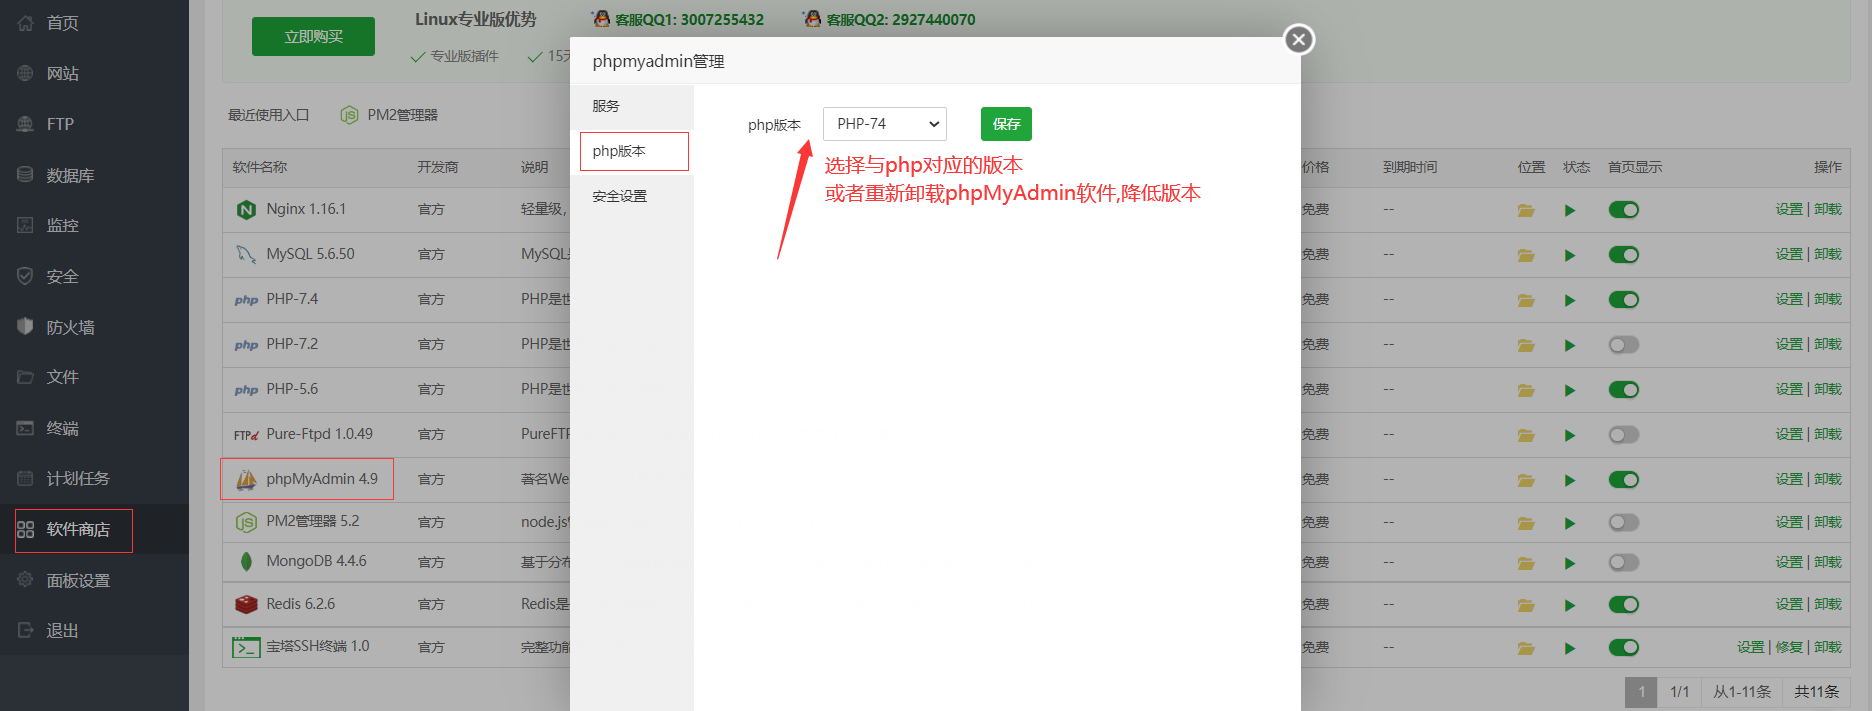 首页
网站
FTP
数据库
监控
安全
防火墙
文件
终端
计划任务
软件商店
面板设置
退出
立即购买
Linux专业版优势
客服QQ1: 3007255432
客服QQ2: 2927440070
专业版插件
15天
最近使用入口
PM2管理器
phpmyadmin管理
服务
php版本
安全设置
php版本
PHP-74
保存
选择与php对应的版本
或者重新卸载phpMyAdmin软件,降低版本
软件名称 开发商 说明 价格 到期时间 位置 状态 首页显示 操作
Nginx 1.16.1 官方 轻量级, 免费 -- 设置 | 卸载
MySQL 5.6.50 官方 MySQL 免费 -- 设置 | 卸载
php PHP-7.4 官方 PHP是世 免费 -- 设置 | 卸载
php PHP-7.2 官方 PHP是世 免费 -- 设置 | 卸载
php PHP-5.6 官方 PHP是世 免费 -- 设置 | 卸载
FTPd Pure-Ftpd 1.0.49 官方 PureFTP 免费 -- 设置 | 卸载
phpMyAdmin 4.9 官方 著名We 免费 -- 设置 | 卸载
JS PM2管理器 5.2 官方 node.js 免费 -- 设置 | 卸载
MongoDB 4.4.6 官方 基于分布 免费 -- 设置 | 卸载
Redis 6.2.6 官方 Redis是 免费 -- 设置 | 卸载
宝塔SSH终端 1.0 官方 完整功能 免费 -- 设置 | 修复 | 卸载
1 1/1 从1-11条 共11条